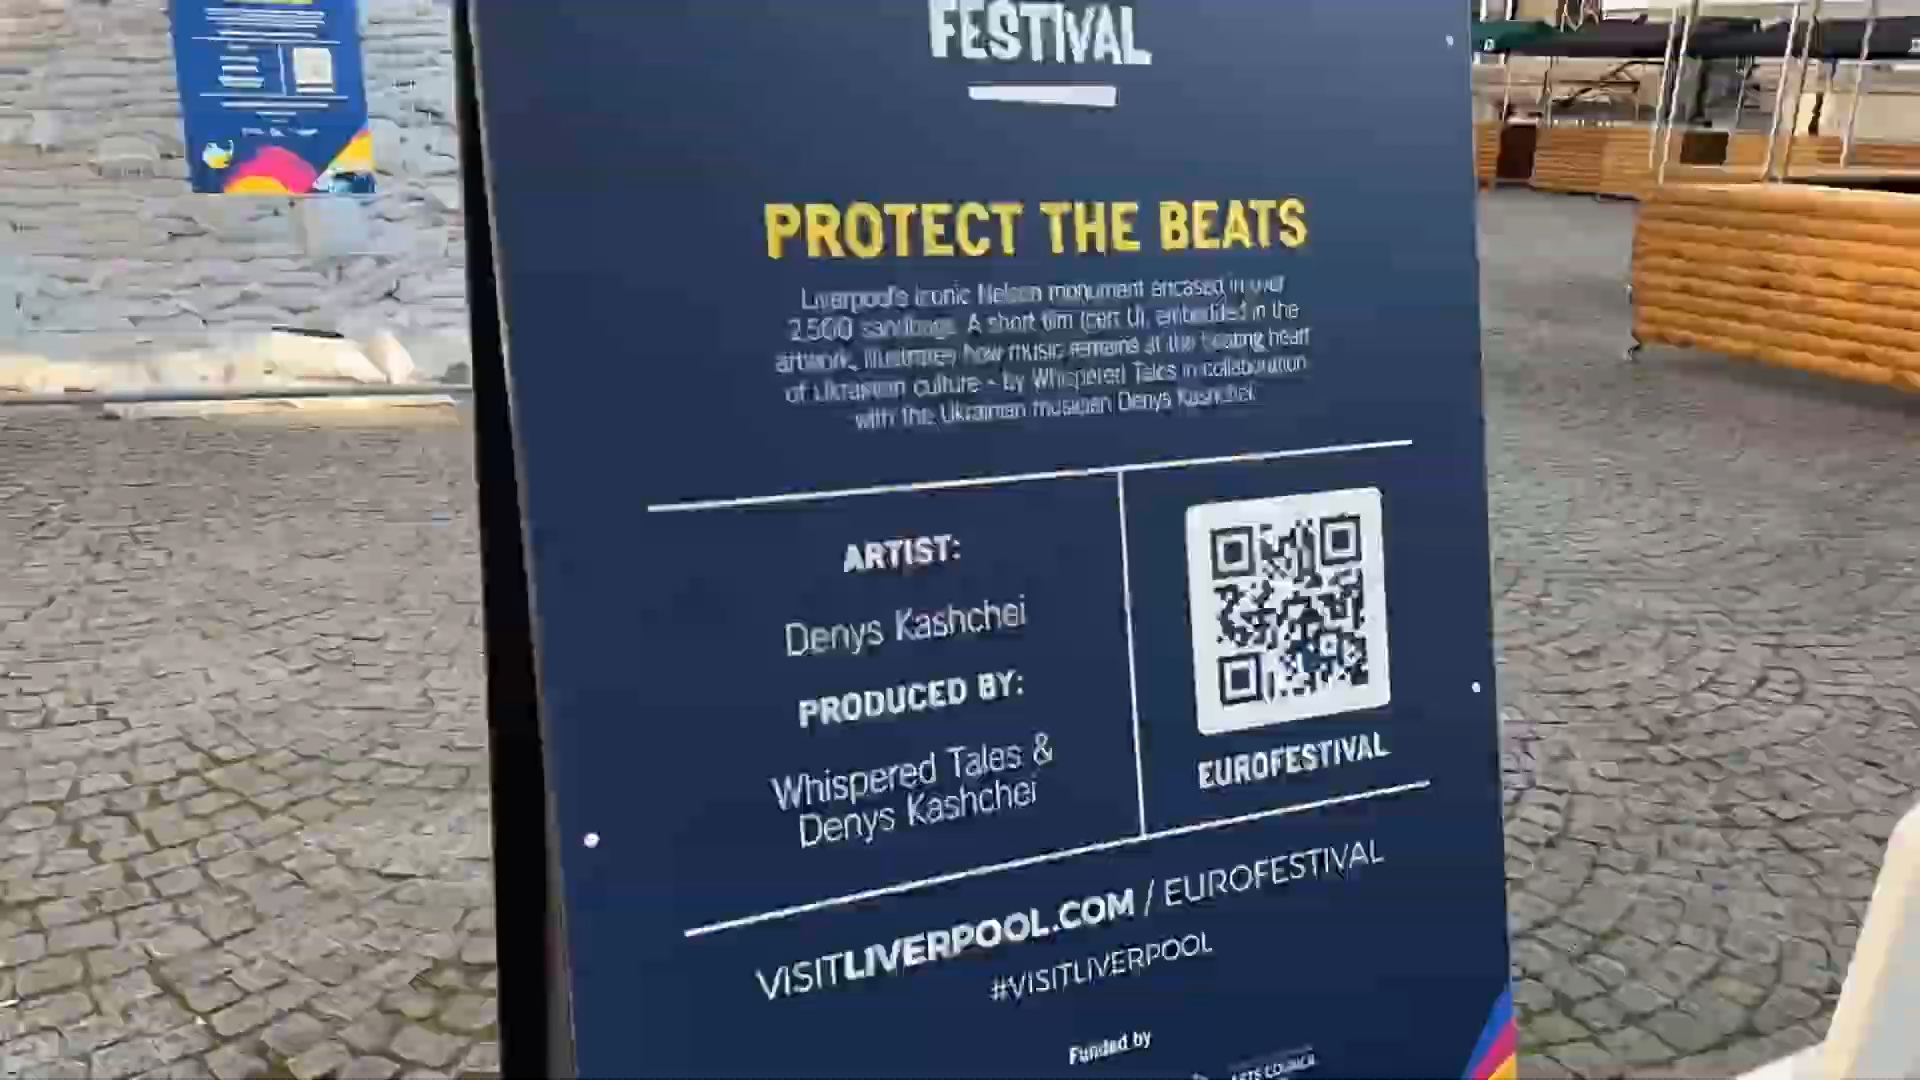 FESTIVAL
PROTECT THE BEATS
Liverpool's iconic Nelson monument encased in over
2,500 sandbags. A short film (cert U), embedded in the
artwork, illustrates how music remains at the beating heart
of Ukrainian culture - by Whispered Tales in collaboration
with the Ukrainian musician Denys Kashchei.
ARTIST:
Denys Kashchei
PRODUCED BY:
Whispered Tales &
Denys Kashchei
EUROFESTIVAL
VISITLIVERPOOL.COM / EUROFESTIVAL
#VISITLIVERPOOL
Funded by
ARTS COUNCIL